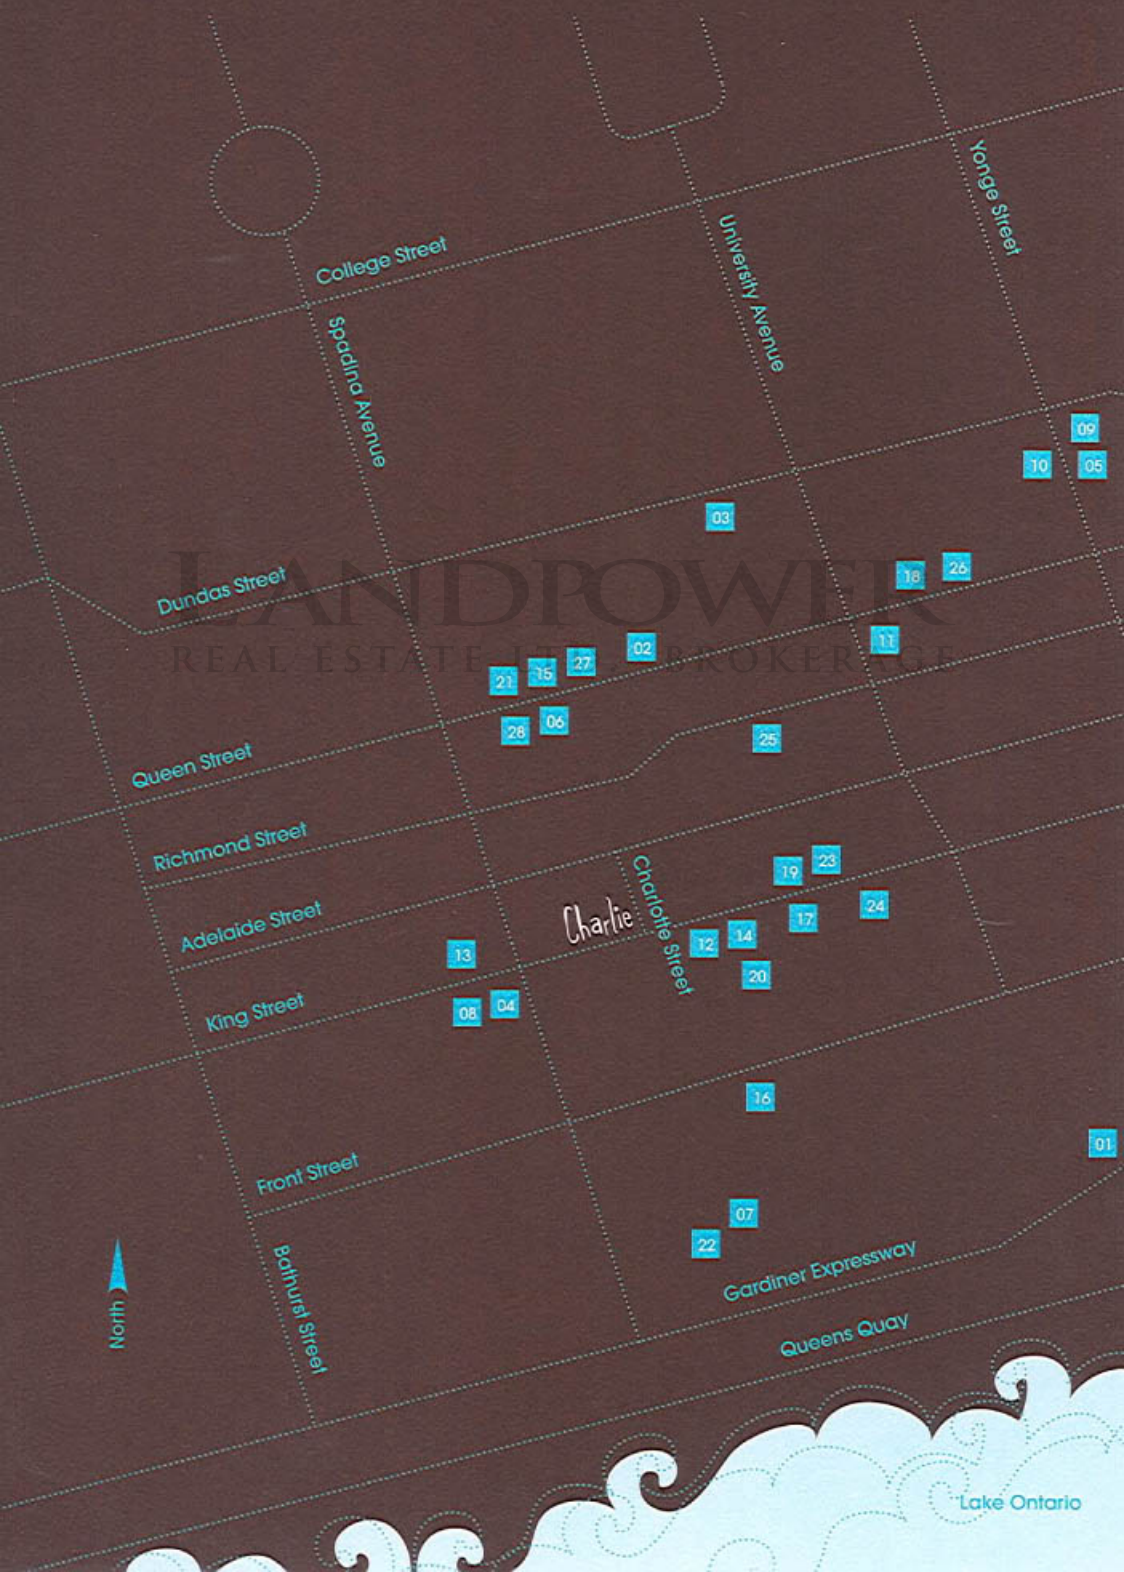 Yonge Street
University Avenue
College Street
Spadina Avenue
09
10
05
03
Dundas Street
18
26
LANDPOWER
REAL ESTATE LTD. BROKERAGE
11
02
27
15
21
06
28
25
Queen Street
Richmond Street
Charlotte Street
23
19
24
17
Charlie
Adelaide Street
14
12
13
20
King Street
04
08
16
01
Front Street
07
22
Gardiner Expressway
Queens Quay
Bathurst Street
North
Lake Ontario